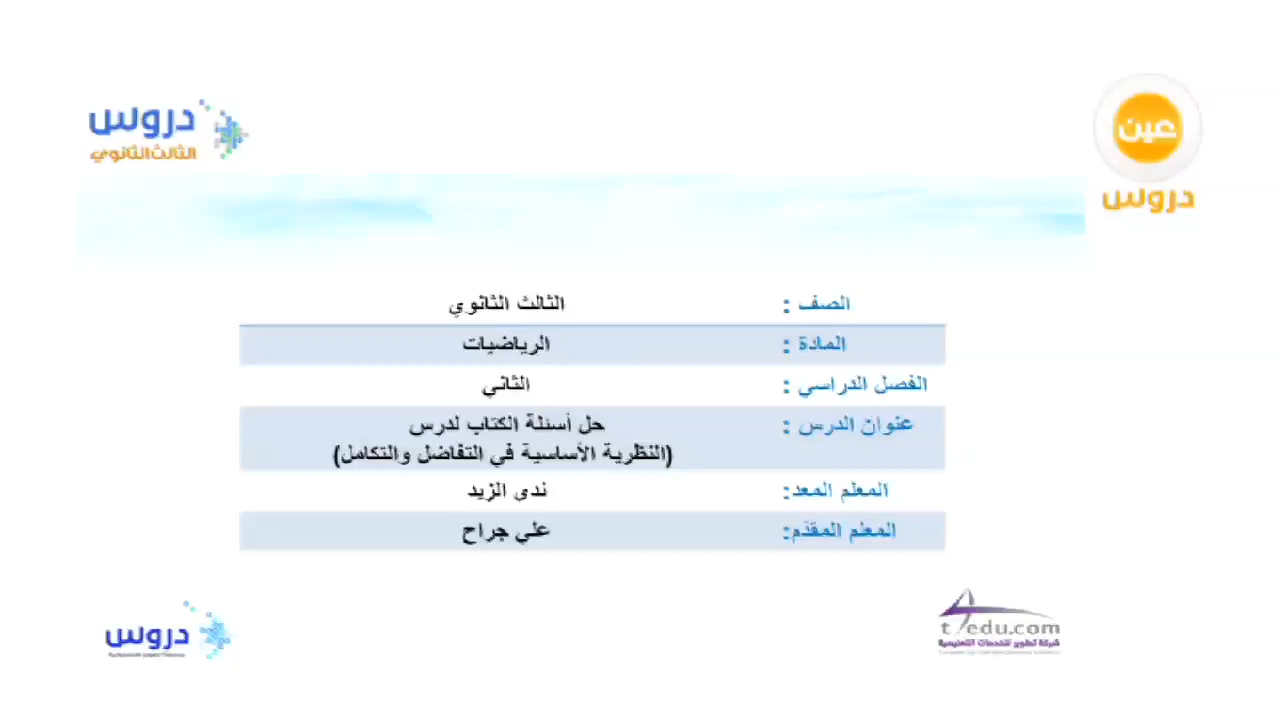 دروس
الثالث الثانوي
عين
دروس
الصف : الثالث الثانوي
المادة : الرياضيات
الفصل الدراسي : الثاني
عنوان الدرس : حل أسئلة الكتاب لدرس
(النظرية الأساسية في التفاضل والتكامل)
المعلم المعد: ندى الزيد
المعلم المقدم: علي جراح
دروس
t4edu.com
شركة تطوير للخدمات التعليمية